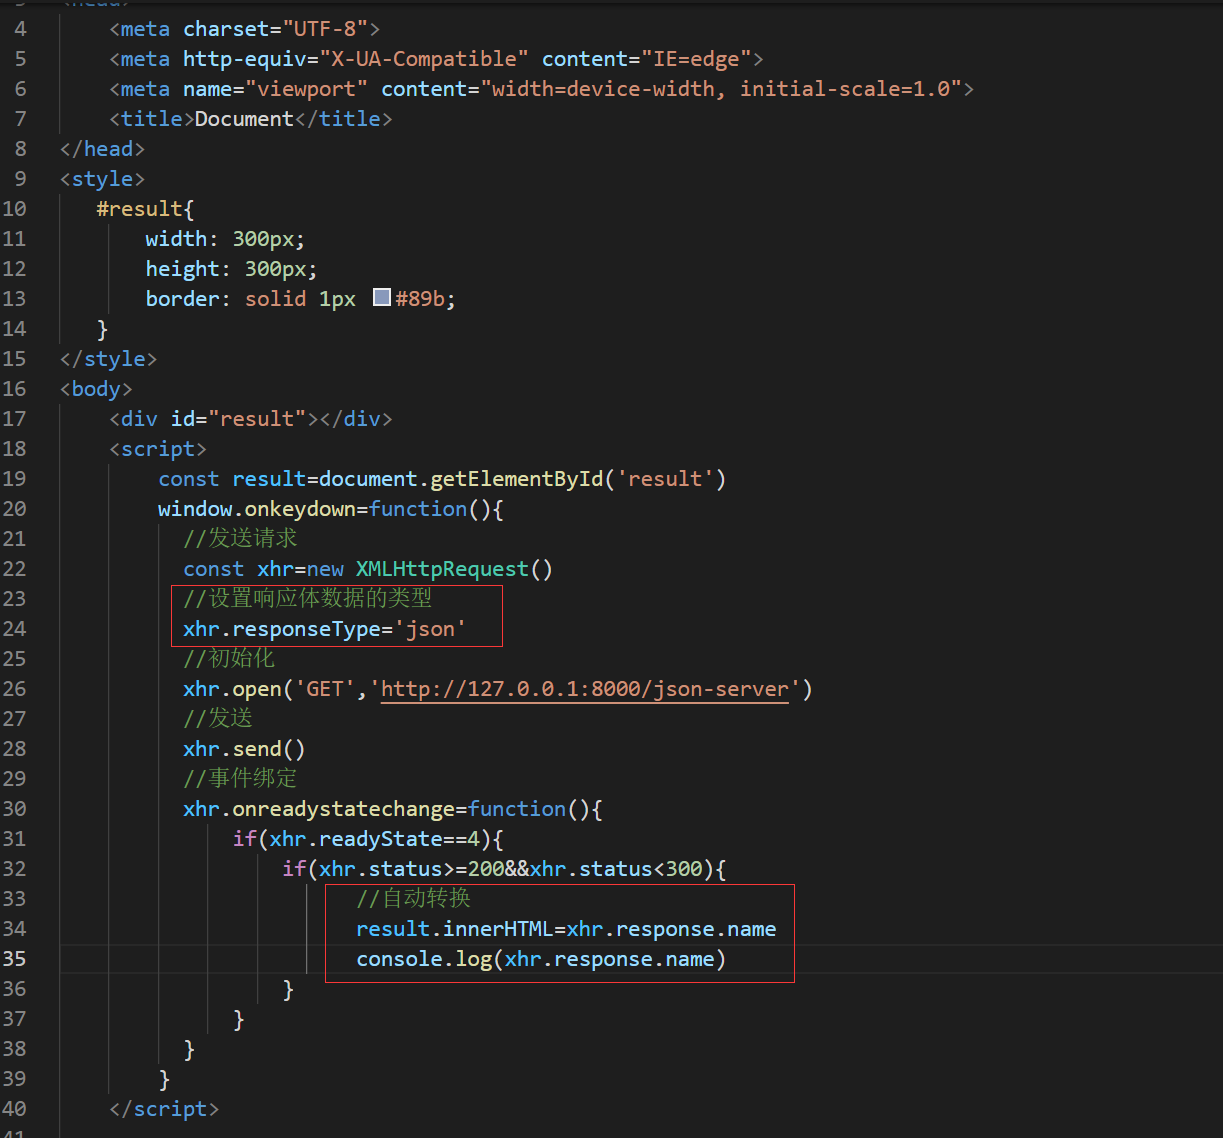 4 <meta charset="UTF-8">
5 <meta http-equiv="X-UA-Compatible" content="IE=edge">
6 <meta name="viewport" content="width=device-width, initial-scale=1.0">
7 <title>Document</title>
8 </head>
9 <style>
10 #result{
11 width: 300px;
12 height: 300px;
13 border: solid 1px #89b;
14 }
15 </style>
16 <body>
17 <div id="result"></div>
18 <script>
19 const result=document.getElementById('result')
20 window.onkeydown=function(){
21 //发送请求
22 const xhr=new XMLHttpRequest()
23 //设置响应体数据的类型
24 xhr.responseType='json'
25 //初始化
26 xhr.open('GET','http://127.0.0.1:8000/json-server')
27 //发送
28 xhr.send()
29 //事件绑定
30 xhr.onreadystatechange=function(){
31 if(xhr.readyState==4){
32 if(xhr.status>=200&&xhr.status<300){
33 //自动转换
34 result.innerHTML=xhr.response.name
35 console.log(xhr.response.name)
36 }
37 }
38 }
39 }
40 </script>